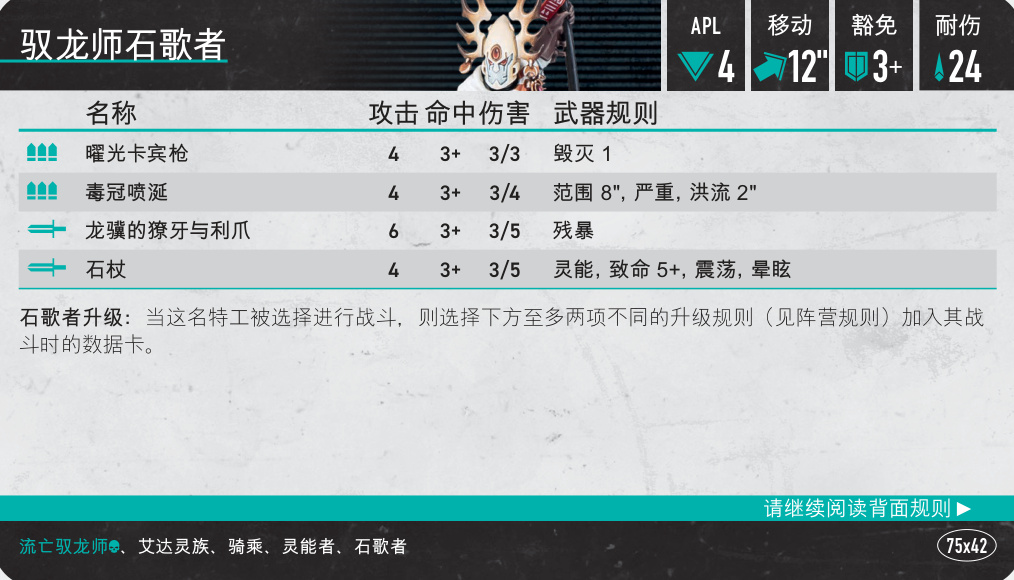 驭龙师石歌者
APL 移动 豁免 耐伤
4 12" 3+ 24
名称 攻击 命中 伤害 武器规则
曜光卡宾枪 4 3+ 3/3 毁灭 1
毒冠喷涎 4 3+ 3/4 范围 8", 严重, 洪流 2"
龙骥的獠牙与利爪 6 3+ 3/5 残暴
石杖 4 3+ 3/5 灵能, 致命 5+, 震荡, 晕眩
石歌者升级：当这名特工被选择进行战斗，则选择下方至多两项不同的升级规则（见阵营规则）加入其战
斗时的数据卡。
请继续阅读背面规则▶
流亡驭龙师、艾达灵族、骑乘、灵能者、石歌者
75x42